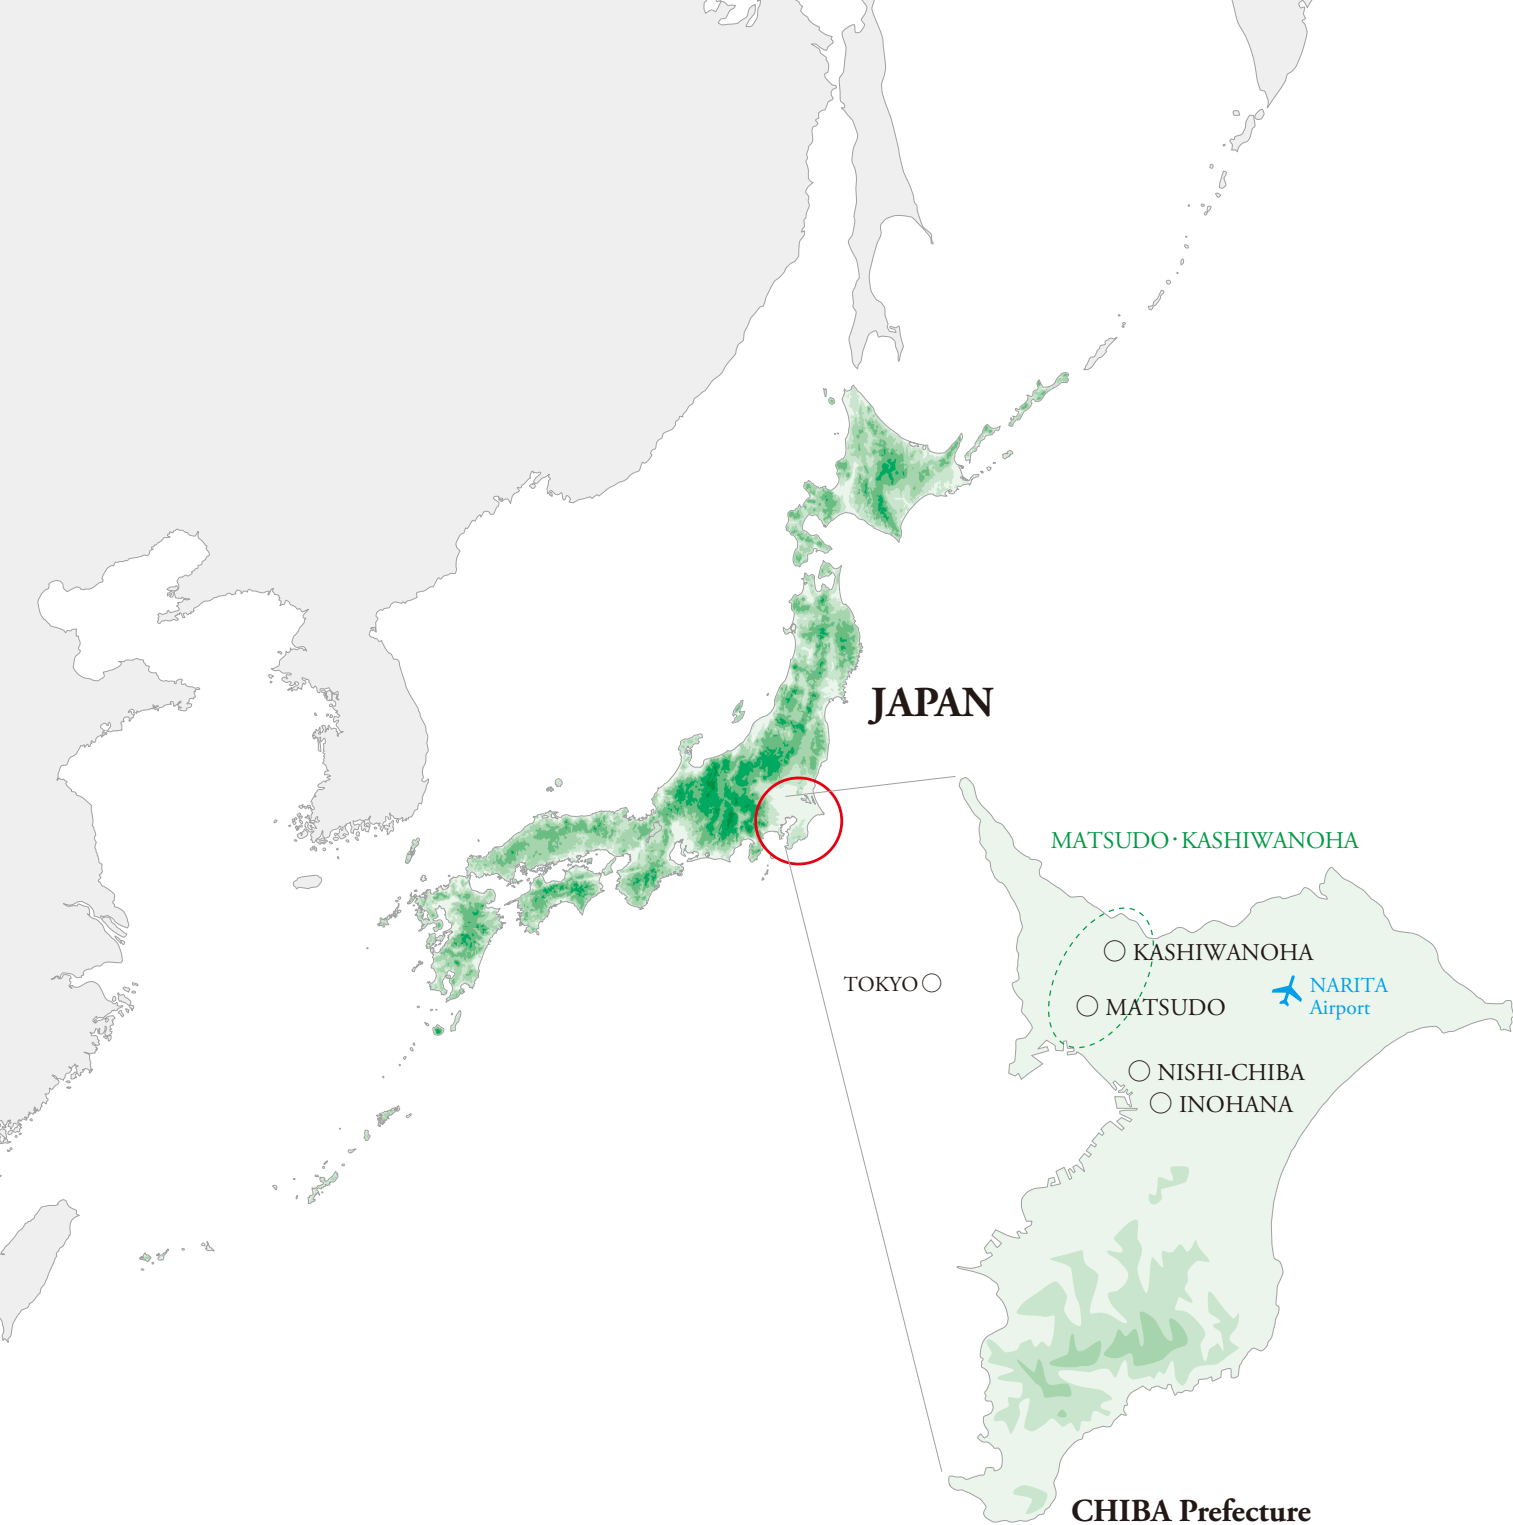 JAPAN
MATSUDO·KASHIWANOHA
KASHIWANOHA
TOKYO
NARITA
Airport
MATSUDO
NISHI-CHIBA
INOHANA
CHIBA Prefecture